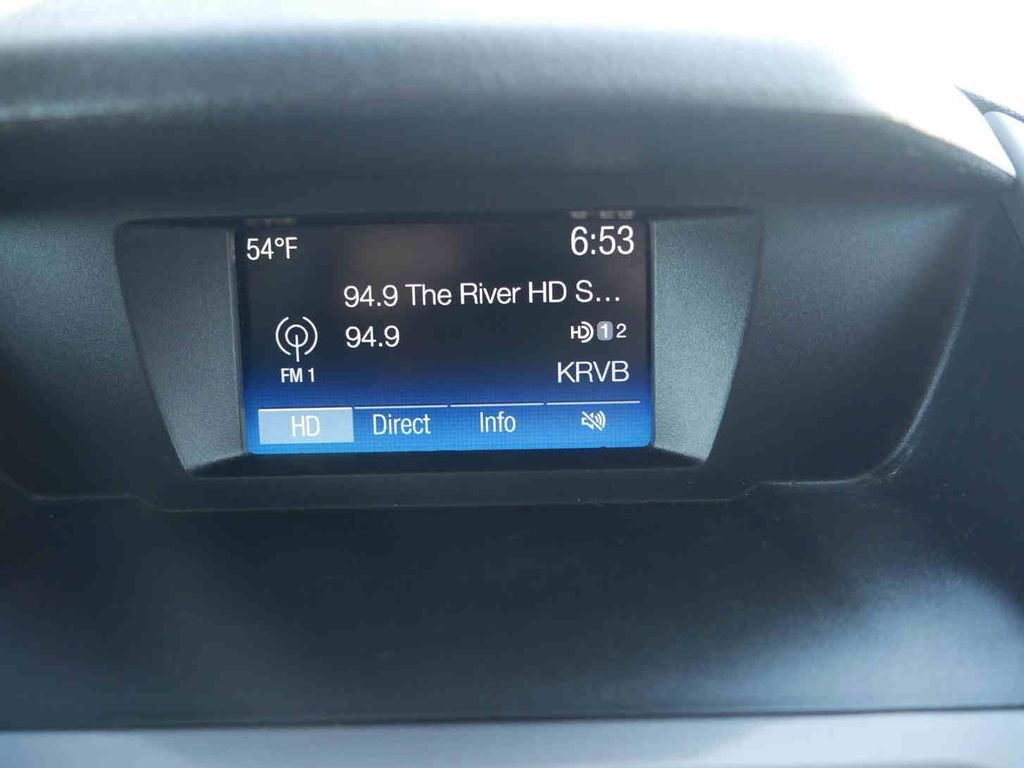 54°F 6:53
94.9 The River HD S...
94.9 HD 1 2
FM 1 KRVB
HD Direct Info